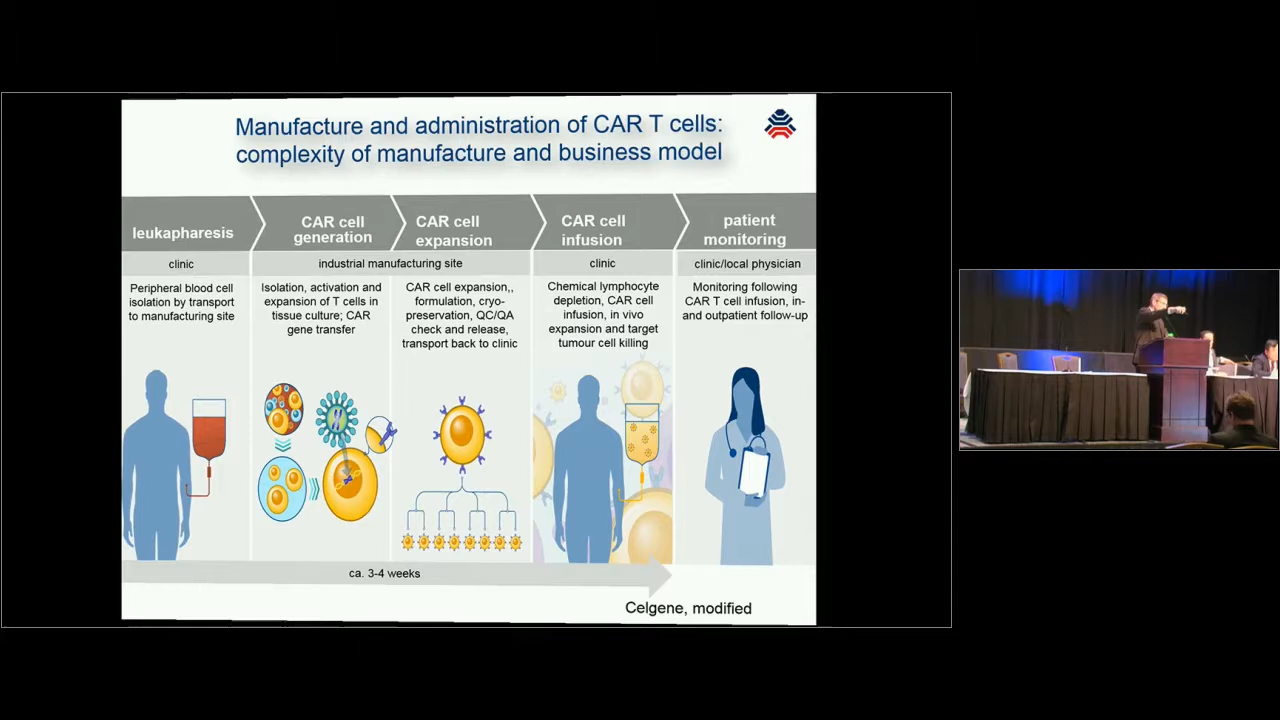 Manufacture and administration of CAR T cells:
complexity of manufacture and business model
leukapharesis
CAR cell
generation
CAR cell
expansion
CAR cell
infusion
patient
monitoring
clinic
industrial manufacturing site
clinic
clinic/local physician
Peripheral blood cell
isolation by transport
to manufacturing site
Isolation, activation and
expansion of T cells in
tissue culture; CAR
gene transfer
CAR cell expansion,,
formulation, cryo-
preservation, QC/QA
check and release,
transport back to clinic
Chemical lymphocyte
depletion, CAR cell
infusion, in vivo
expansion and target
tumour cell killing
Monitoring following
CAR T cell infusion, in-
and outpatient follow-up
ca. 3-4 weeks
Celgene, modified